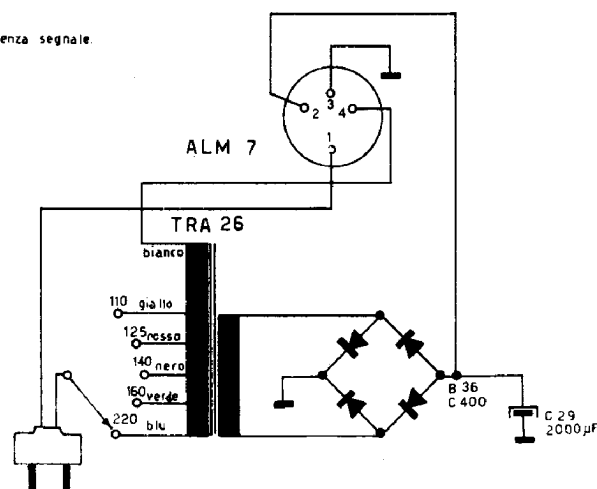 enza segnale.
3
2
4
1
ALM 7
TRA 26
bianco
110 giallo
125 rosso
140 nero
160 verde
220 blu
B 36
C 400
C 29
2000 µF